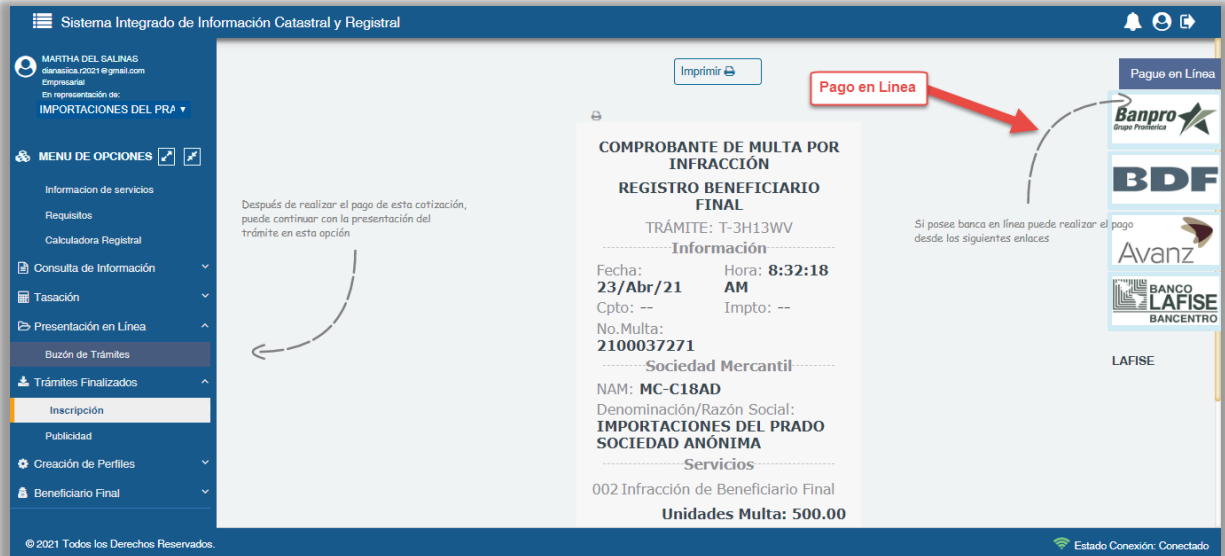 Sistema Integrado de Información Catastral y Registral
MARTHA DEL SALINAS
dianasiica.r2021@gmail.com
Empresarial
En representación de:
IMPORTACIONES DEL PRA
MENU DE OPCIONES
Informacion de servicios
Requisitos
Calculadora Registral
Consulta de Información
Tasación
Presentación en Línea
Buzón de Trámites
Trámites Finalizados
Inscripción
Publicidad
Creación de Perfiles
Beneficiario Final
Después de realizar el pago de esta cotización,
puede continuar con la presentación del
trámite en esta opción
Imprimir
COMPROBANTE DE MULTA POR
INFRACCIÓN
REGISTRO BENEFICIARIO
FINAL
TRÁMITE: T-3H13WV
Información
Fecha: Hora: 8:32:18
23/Abr/21 AM
Cpto: -- Impto: --
No.Multa:
2100037271
Sociedad Mercantil
NAM: MC-C18AD
Denominación/Razón Social:
IMPORTACIONES DEL PRADO
SOCIEDAD ANÓNIMA
Servicios
002 Infracción de Beneficiario Final
Unidades Multa: 500.00
Pago en Línea
Si posee banca en línea puede realizar el pago
desde los siguientes enlaces
Pague en Línea
Banpro
Grupo Promerica
BDF
Avanz
BANCO
LAFISE
BANCENTRO
LAFISE
© 2021 Todos los Derechos Reservados.
Estado Conexión: Conectado